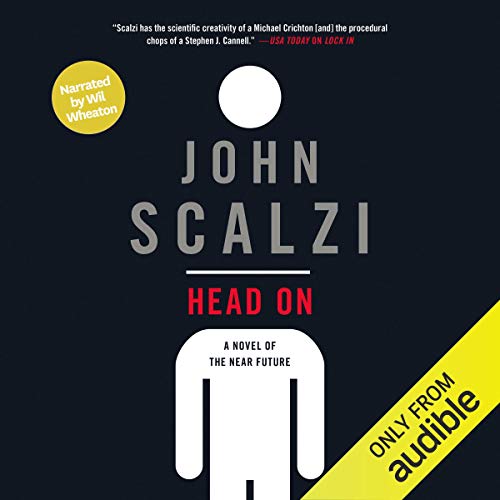 "Scalzi has the scientific creativity of a Michael Crichton [and] the procedural
chops of a Stephen J. Cannell." —USA TODAY ON LOCK IN
Narrated
by Wil
Wheaton
JOHN
SCALZI
HEAD ON
A NOVEL OF
THE NEAR FUTURE
ONLY FROM
audible